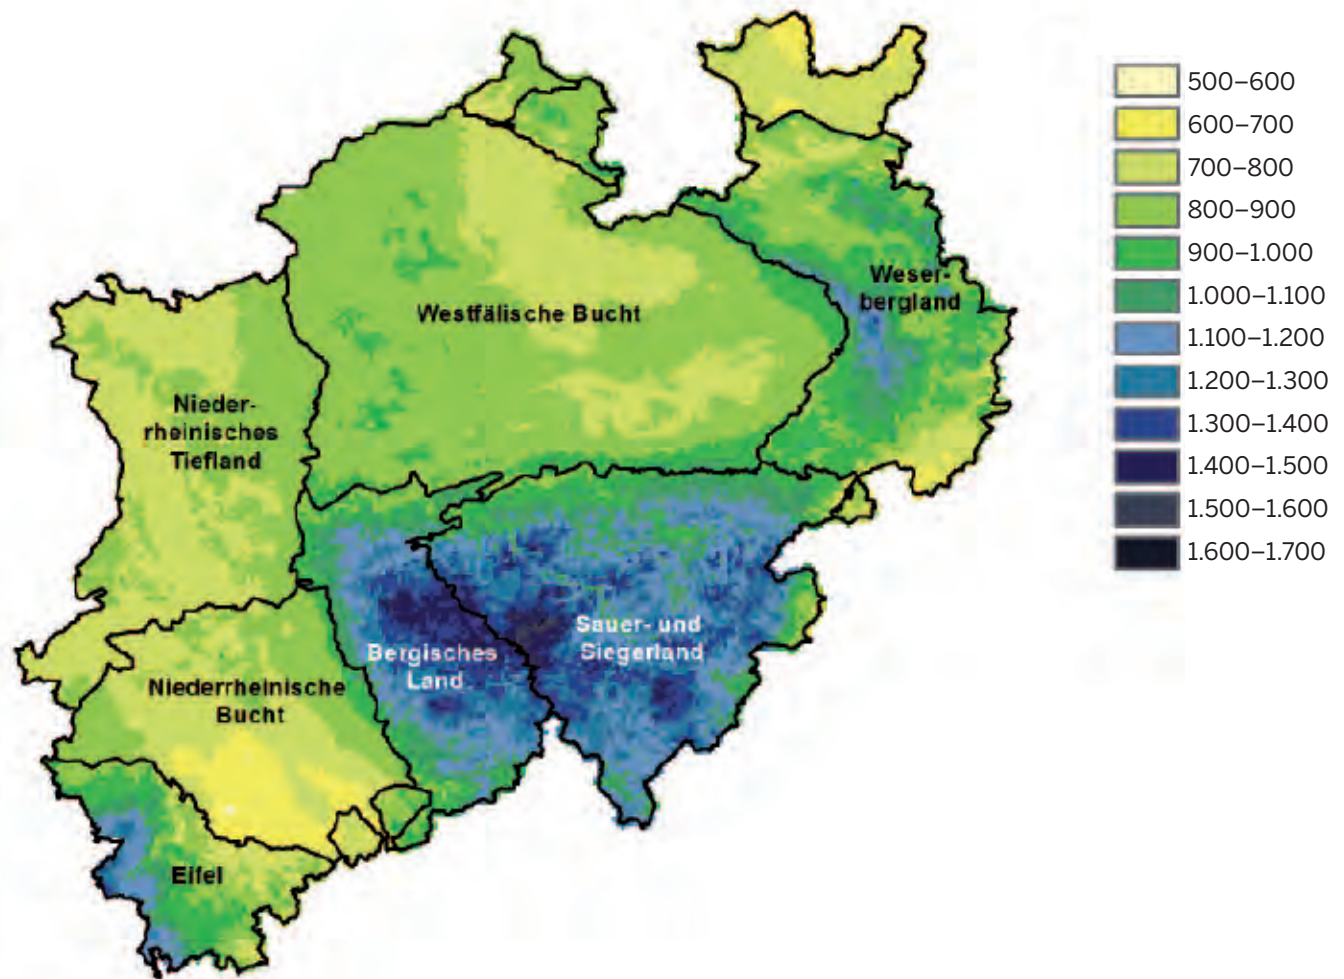 500–600
600–700
700–800
800–900
900–1.000
1.000–1.100
1.100–1.200
1.200–1.300
1.300–1.400
1.400–1.500
1.500–1.600
1.600–1.700
Weser-
bergland
Westfälische Bucht
Nieder-
rheinisches
Tiefland
Sauer- und
Siegerland
Bergisches
Land
Niederrheinische
Bucht
Eifel